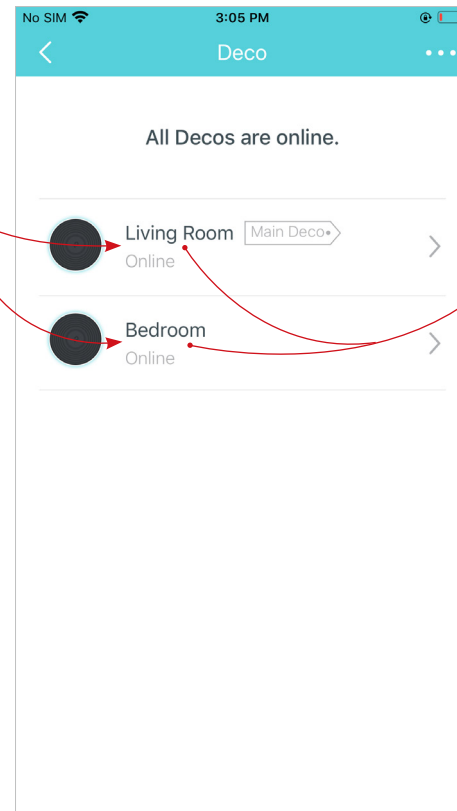 No SIM 3:05 PM
Deco
All Decos are online.
Living Room Main Deco
Online
Bedroom
Online